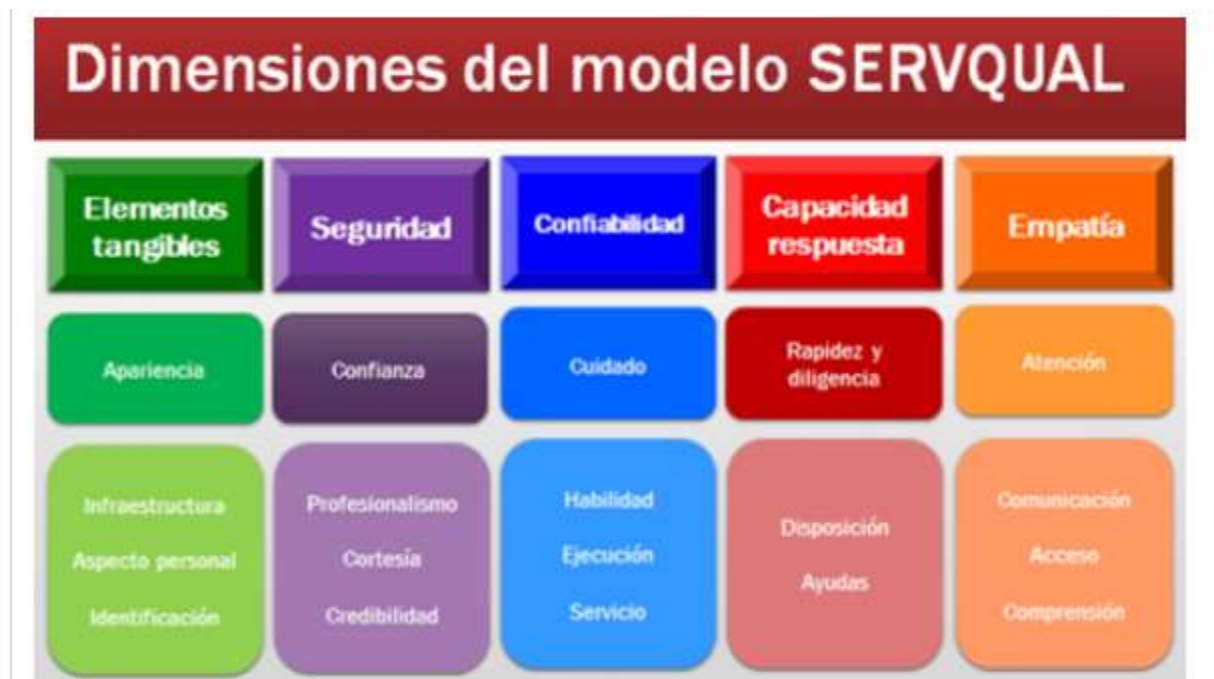 Dimensiones del modelo SERVQUAL
Elementos
tangibles
Seguridad
Confiabilidad
Capacidad
respuesta
Empatía
Apariencia
Confianza
Cuidado
Rapidez y
diligencia
Atención
Infraestructura
Aspecto personal
Identificación
Profesionalismo
Cortesía
Credibilidad
Habilidad
Ejecución
Servicio
Disposición
Ayudas
Comunicación
Acceso
Comprensión